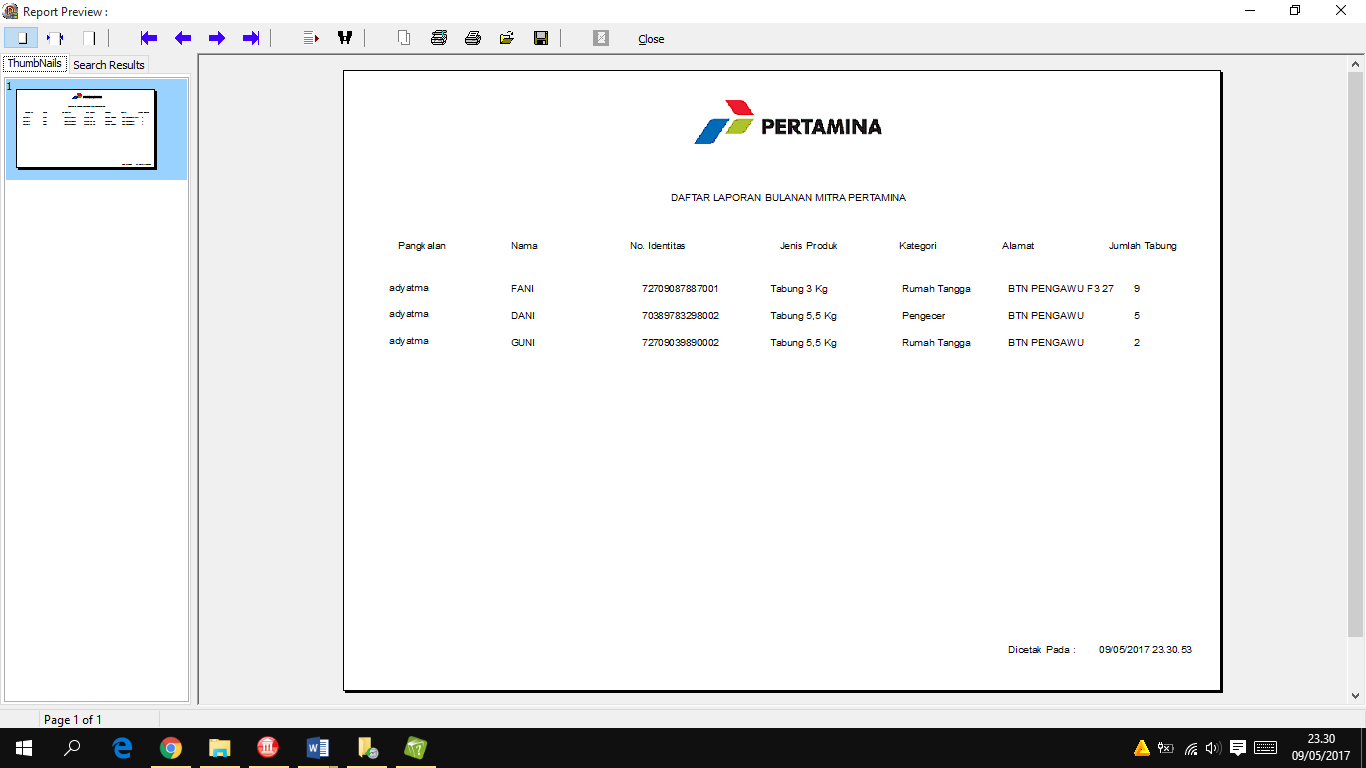 Report Preview :
Close
ThumbNails Search Results
1
PERTAMINA
DAFTAR LAPORAN BULANAN MITRA PERTAMINA
Pangkalan Nama No. Identitas Jenis Produk Kategori Alamat Jumlah Tabung
adyatma FANI 72709087887001 Tabung 3 Kg Rumah Tangga BTN PENGAWU F3 27 9
adyatma DANI 70389783298002 Tabung 5,5 Kg Pengecer BTN PENGAWU 5
adyatma GUNI 72709039890002 Tabung 5,5 Kg Rumah Tangga BTN PENGAWU 2
Dicetak Pada : 09/05/2017 23.30.53
Page 1 of 1
23.30
09/05/2017